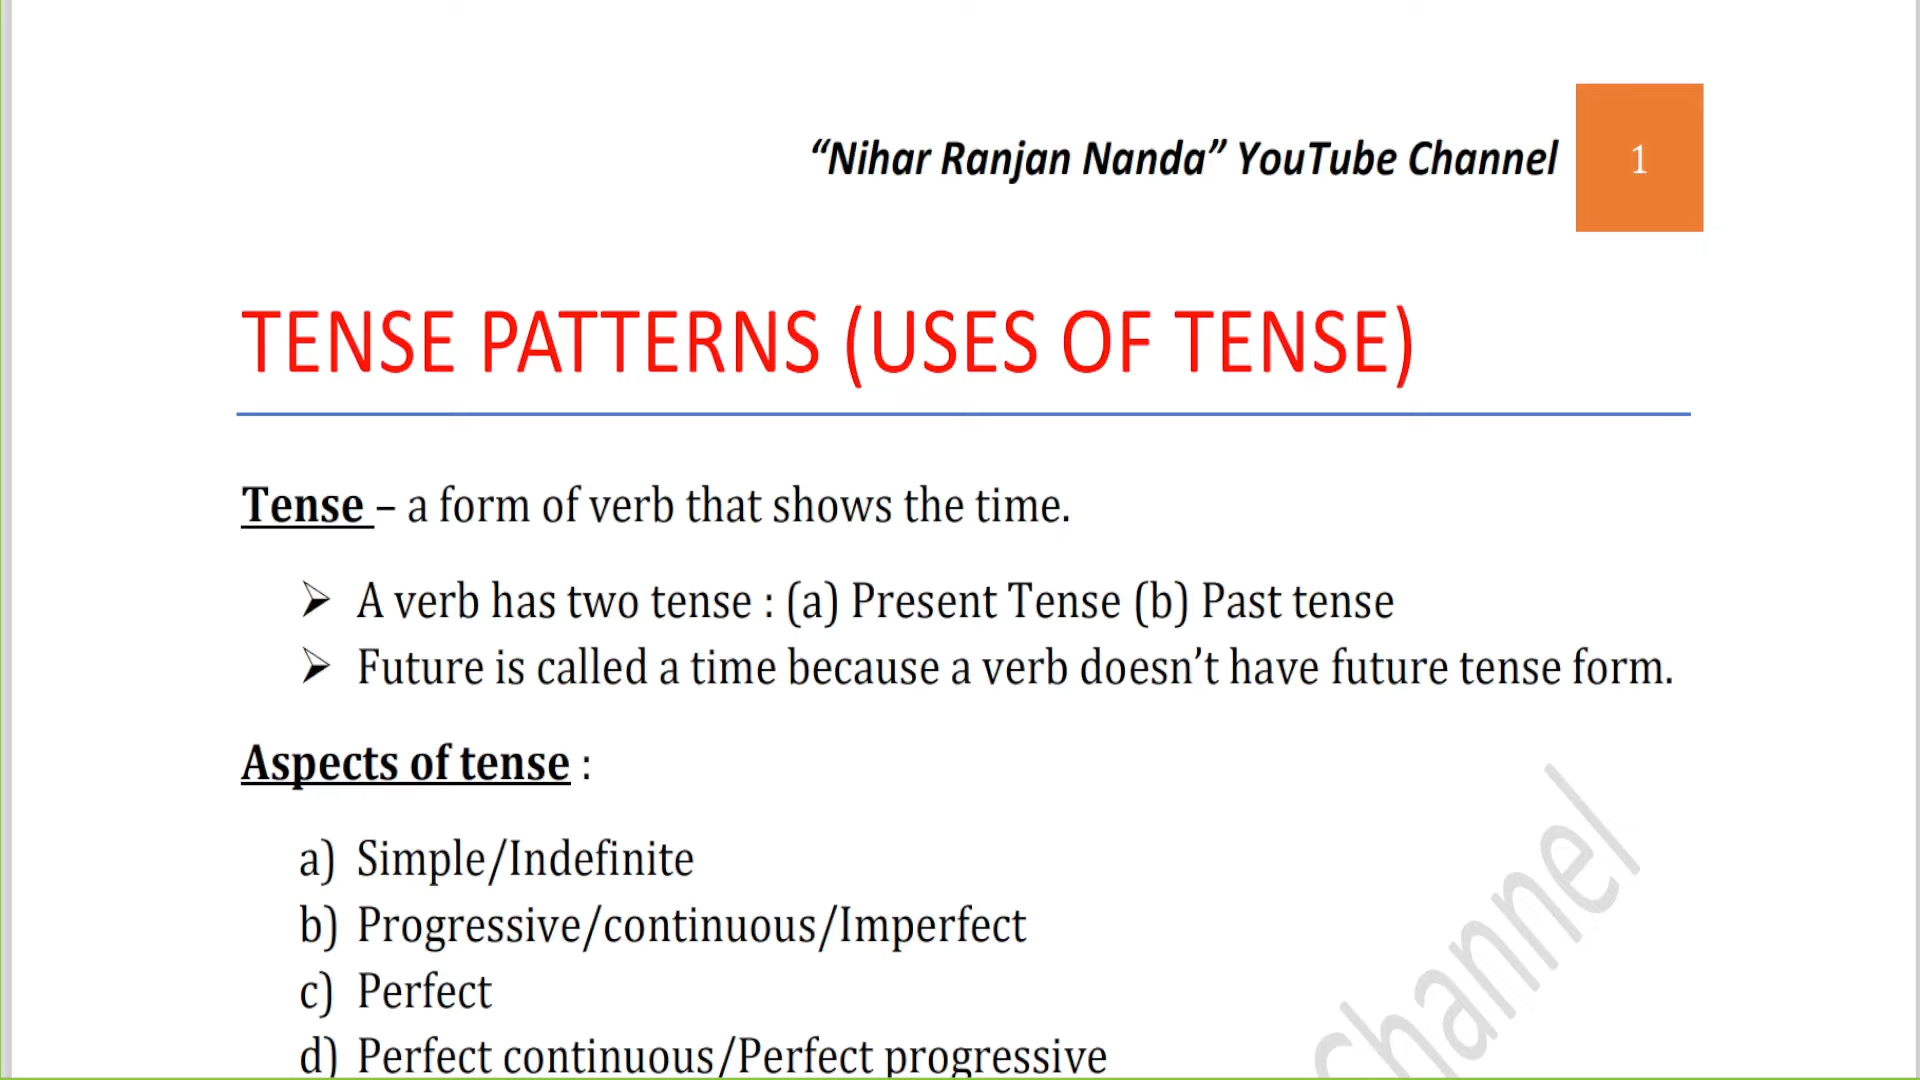 “Nihar Ranjan Nanda” YouTube Channel
1
TENSE PATTERNS (USES OF TENSE)
Tense – a form of verb that shows the time.
➢ A verb has two tense : (a) Present Tense (b) Past tense
➢ Future is called a time because a verb doesn’t have future tense form.
Aspects of tense :
a) Simple/Indefinite
b) Progressive/continuous/Imperfect
c) Perfect
d) Perfect continuous/Perfect progressive
Channel